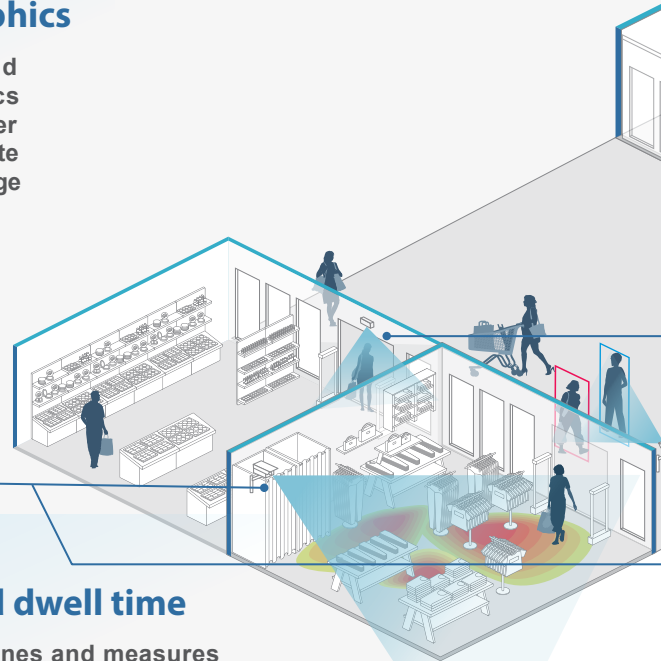 phics
d
cs
er
te
ge
l dwell time
nes and measures